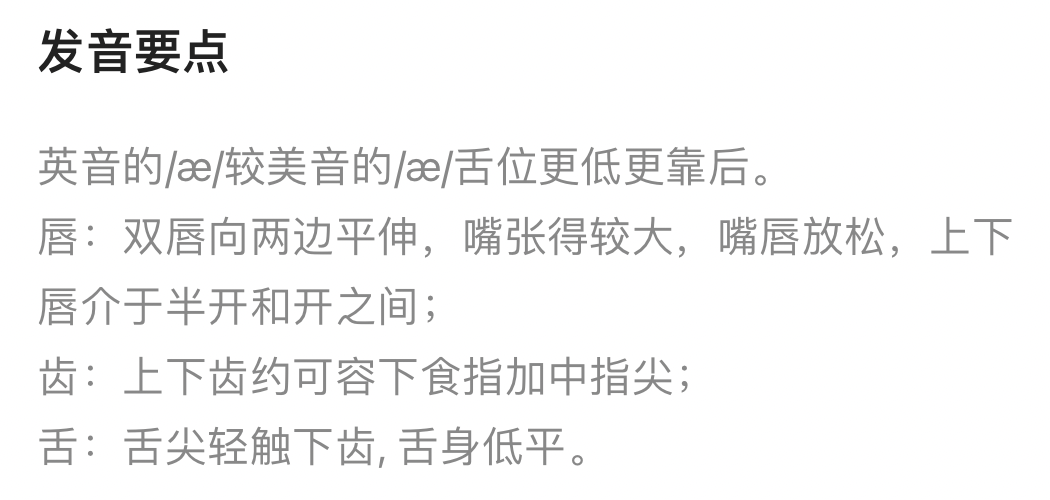 发音要点
英音的/æ/较美音的/æ/舌位更低更靠后。
唇：双唇向两边平伸，嘴张得较大，嘴唇放松，上下
唇介于半开和开之间；
齿：上下齿约可容下食指加中指尖；
舌：舌尖轻触下齿, 舌身低平。